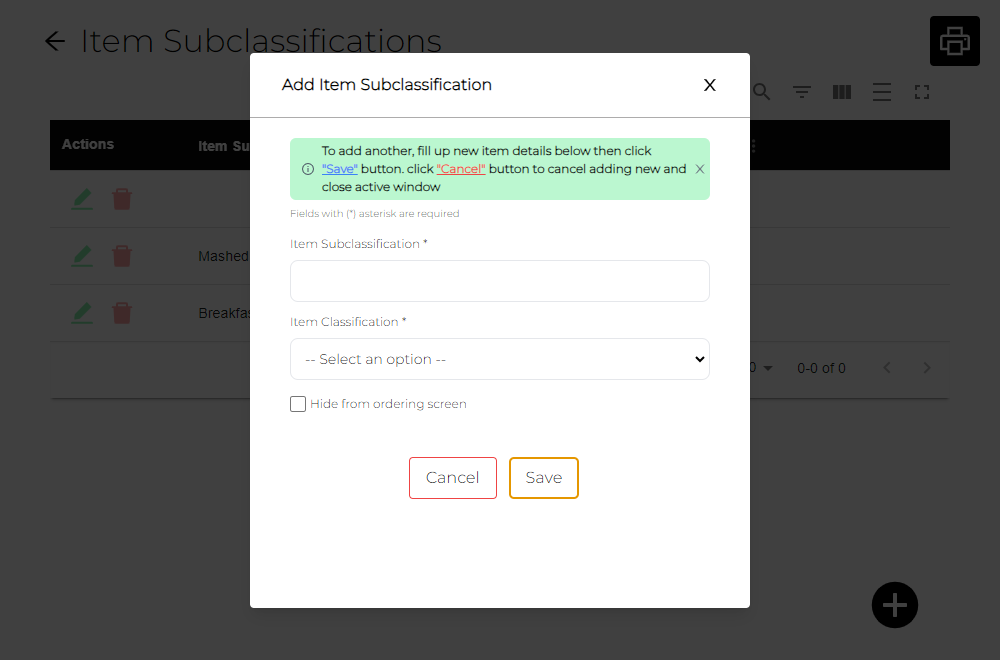 Item Subclassifications
Add Item Subclassification
X
Actions
Item Su
To add another, fill up new item details below then click
"Save" button. click "Cancel" button to cancel adding new and
close active window
Fields with (*) asterisk are required
Item Subclassification *
Mashed
Breakfas
Item Classification *
-- Select an option --
0
0-0 of 0
Hide from ordering screen
Cancel
Save